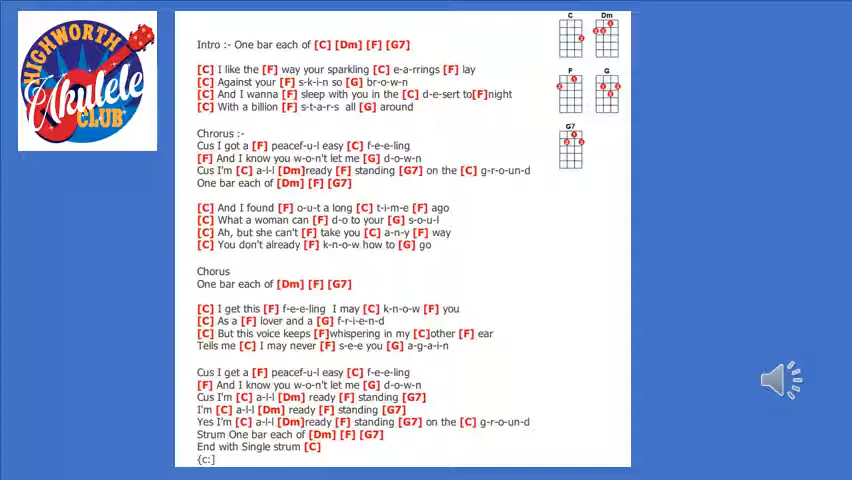 HIGHWORTH
Ukulele
CLUB
Intro :- One bar each of [C] [Dm] [F] [G7]
[C] I like the [F] way your sparkling [C] e-a-rrings [F] lay
[C] Against your [F] s-k-i-n so [G] br-o-w-n
[C] And I wanna [F] sleep with you in the [C] d-e-sert to[F]night
[C] With a billion [F] s-t-a-r-s  all [G] around
Chrorus :-
Cus I got a [F] peacef-u-l easy [C] f-e-e-ling
[F] And I know you w-o-n't let me [G] d-o-w-n
Cus I'm [C] a-l-l [Dm]ready [F] standing [G7] on the [C] g-r-o-u-n-d
One bar each of [Dm] [F] [G7]
[C] And I found [F] o-u-t a long [C] t-i-m-e [F] ago
[C] What a woman can [F] d-o to your [G] s-o-u-l
[C] Ah, but she can't [F] take you [C] a-n-y [F] way
[C] You don't already [F] k-n-o-w how to [G] go
Chorus
One bar each of [Dm] [F] [G7]
[C] I get this [F] f-e-e-ling  I may [C] k-n-o-w [F] you
[C] As a [F] lover and a [G] f-r-i-e-n-d
[C] But this voice keeps [F]whispering in my [C]other [F] ear
Tells me [C] I may never [F] s-e-e you [G] a-g-a-i-n
Cus I get a [F] peacef-u-l easy [C] f-e-e-ling
[F] And I know you w-o-n't let me [G] d-o-w-n
Cus I'm [C] a-l-l [Dm] ready [F] standing [G7]
I'm [C] a-l-l [Dm] ready [F] standing [G7]
Yes I'm [C] a-l-l [Dm]ready [F] standing [G7] on the [C] g-r-o-u-n-d
Strum One bar each of [Dm] [F] [G7]
End with Single strum [C]
{c:]
C Dm
F G
G7